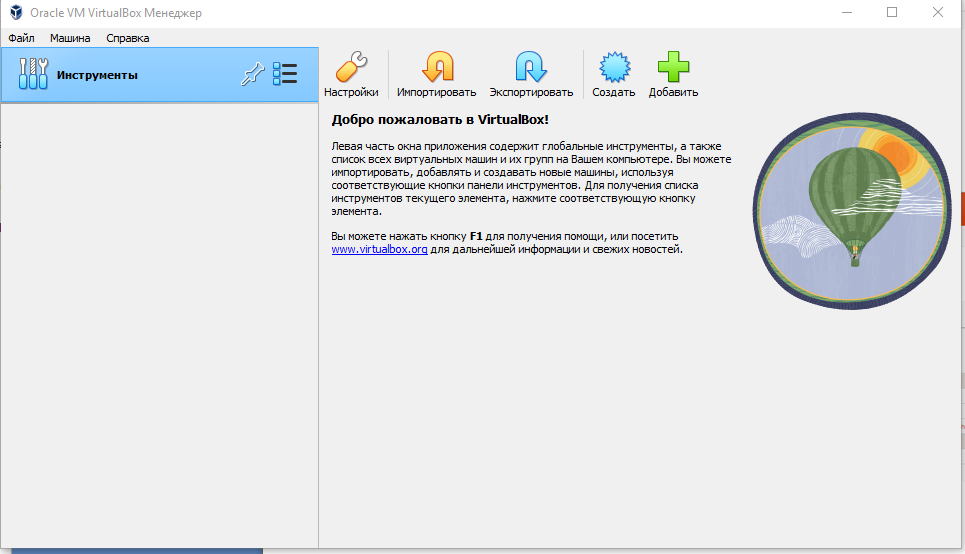 Oracle VM VirtualBox Менеджер
Файл Машина Справка
Инструменты
Настройки Импортировать Экспортировать Создать Добавить
Добро пожаловать в VirtualBox!
Левая часть окна приложения содержит глобальные инструменты, а также
список всех виртуальных машин и их групп на Вашем компьютере. Вы можете
импортировать, добавлять и создавать новые машины, используя
соответствующие кнопки панели инструментов. Для получения списка
инструментов текущего элемента, нажмите соответствующую кнопку
элемента.
Вы можете нажать кнопку F1 для получения помощи, или посетить
www.virtualbox.org для дальнейшей информации и свежих новостей.